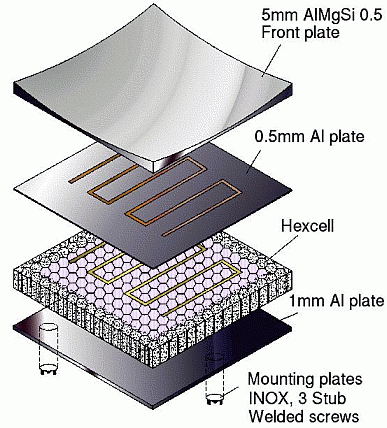 5mm AlMgSi 0.5
Front plate
0.5mm Al plate
Hexcell
1mm Al plate
Mounting plates
INOX, 3 Stub
Welded screws